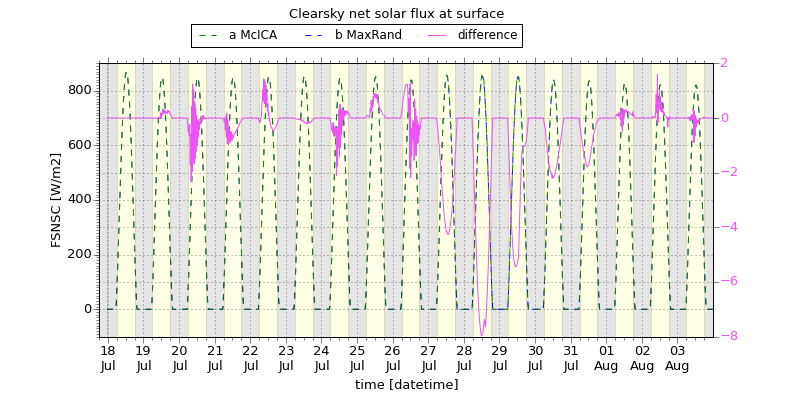 Clearsky net solar flux at surface
a McICA b MaxRand difference
FSNSC [W/m2]
800
600
400
200
0
2
0
−2
−4
−6
−8
18 19 20 21 22 23 24 25 26 27 28 29 30 31 01 02 03
Jul Jul Jul Jul Jul Jul Jul Jul Jul Jul Jul Jul Jul Jul Aug Aug Aug
time [datetime]